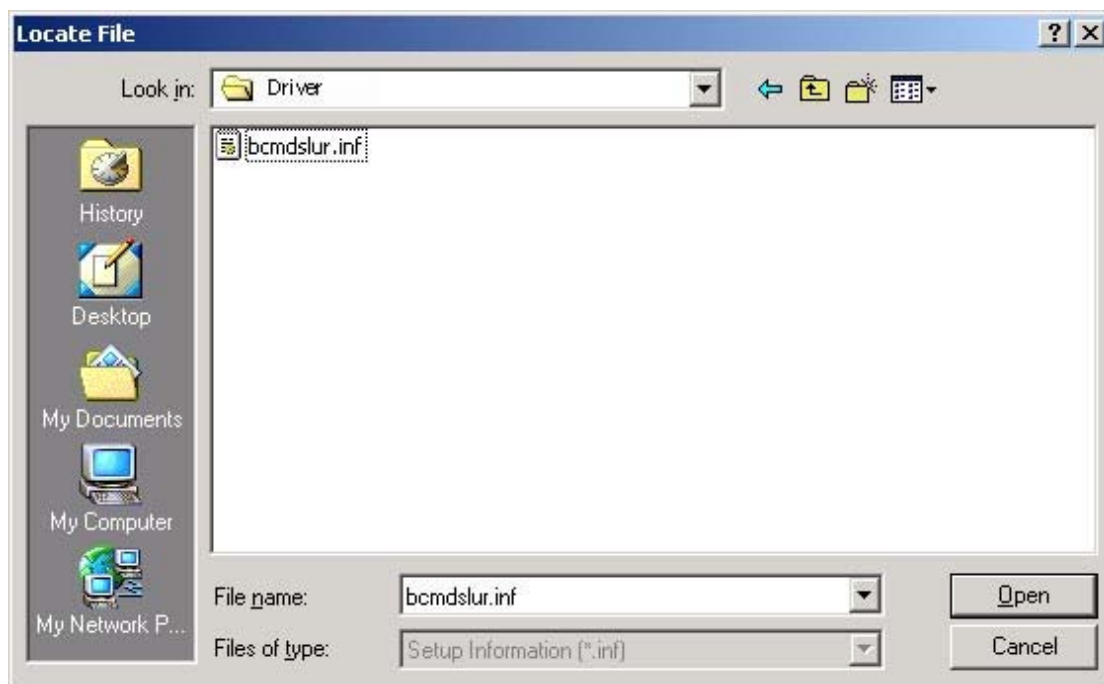 Locate File
Look in:
Driver
bcmdslur.inf
History
Desktop
My Documents
My Computer
My Network P...
File name:
bcmdslur.inf
Open
Files of type:
Setup Information (*.inf)
Cancel